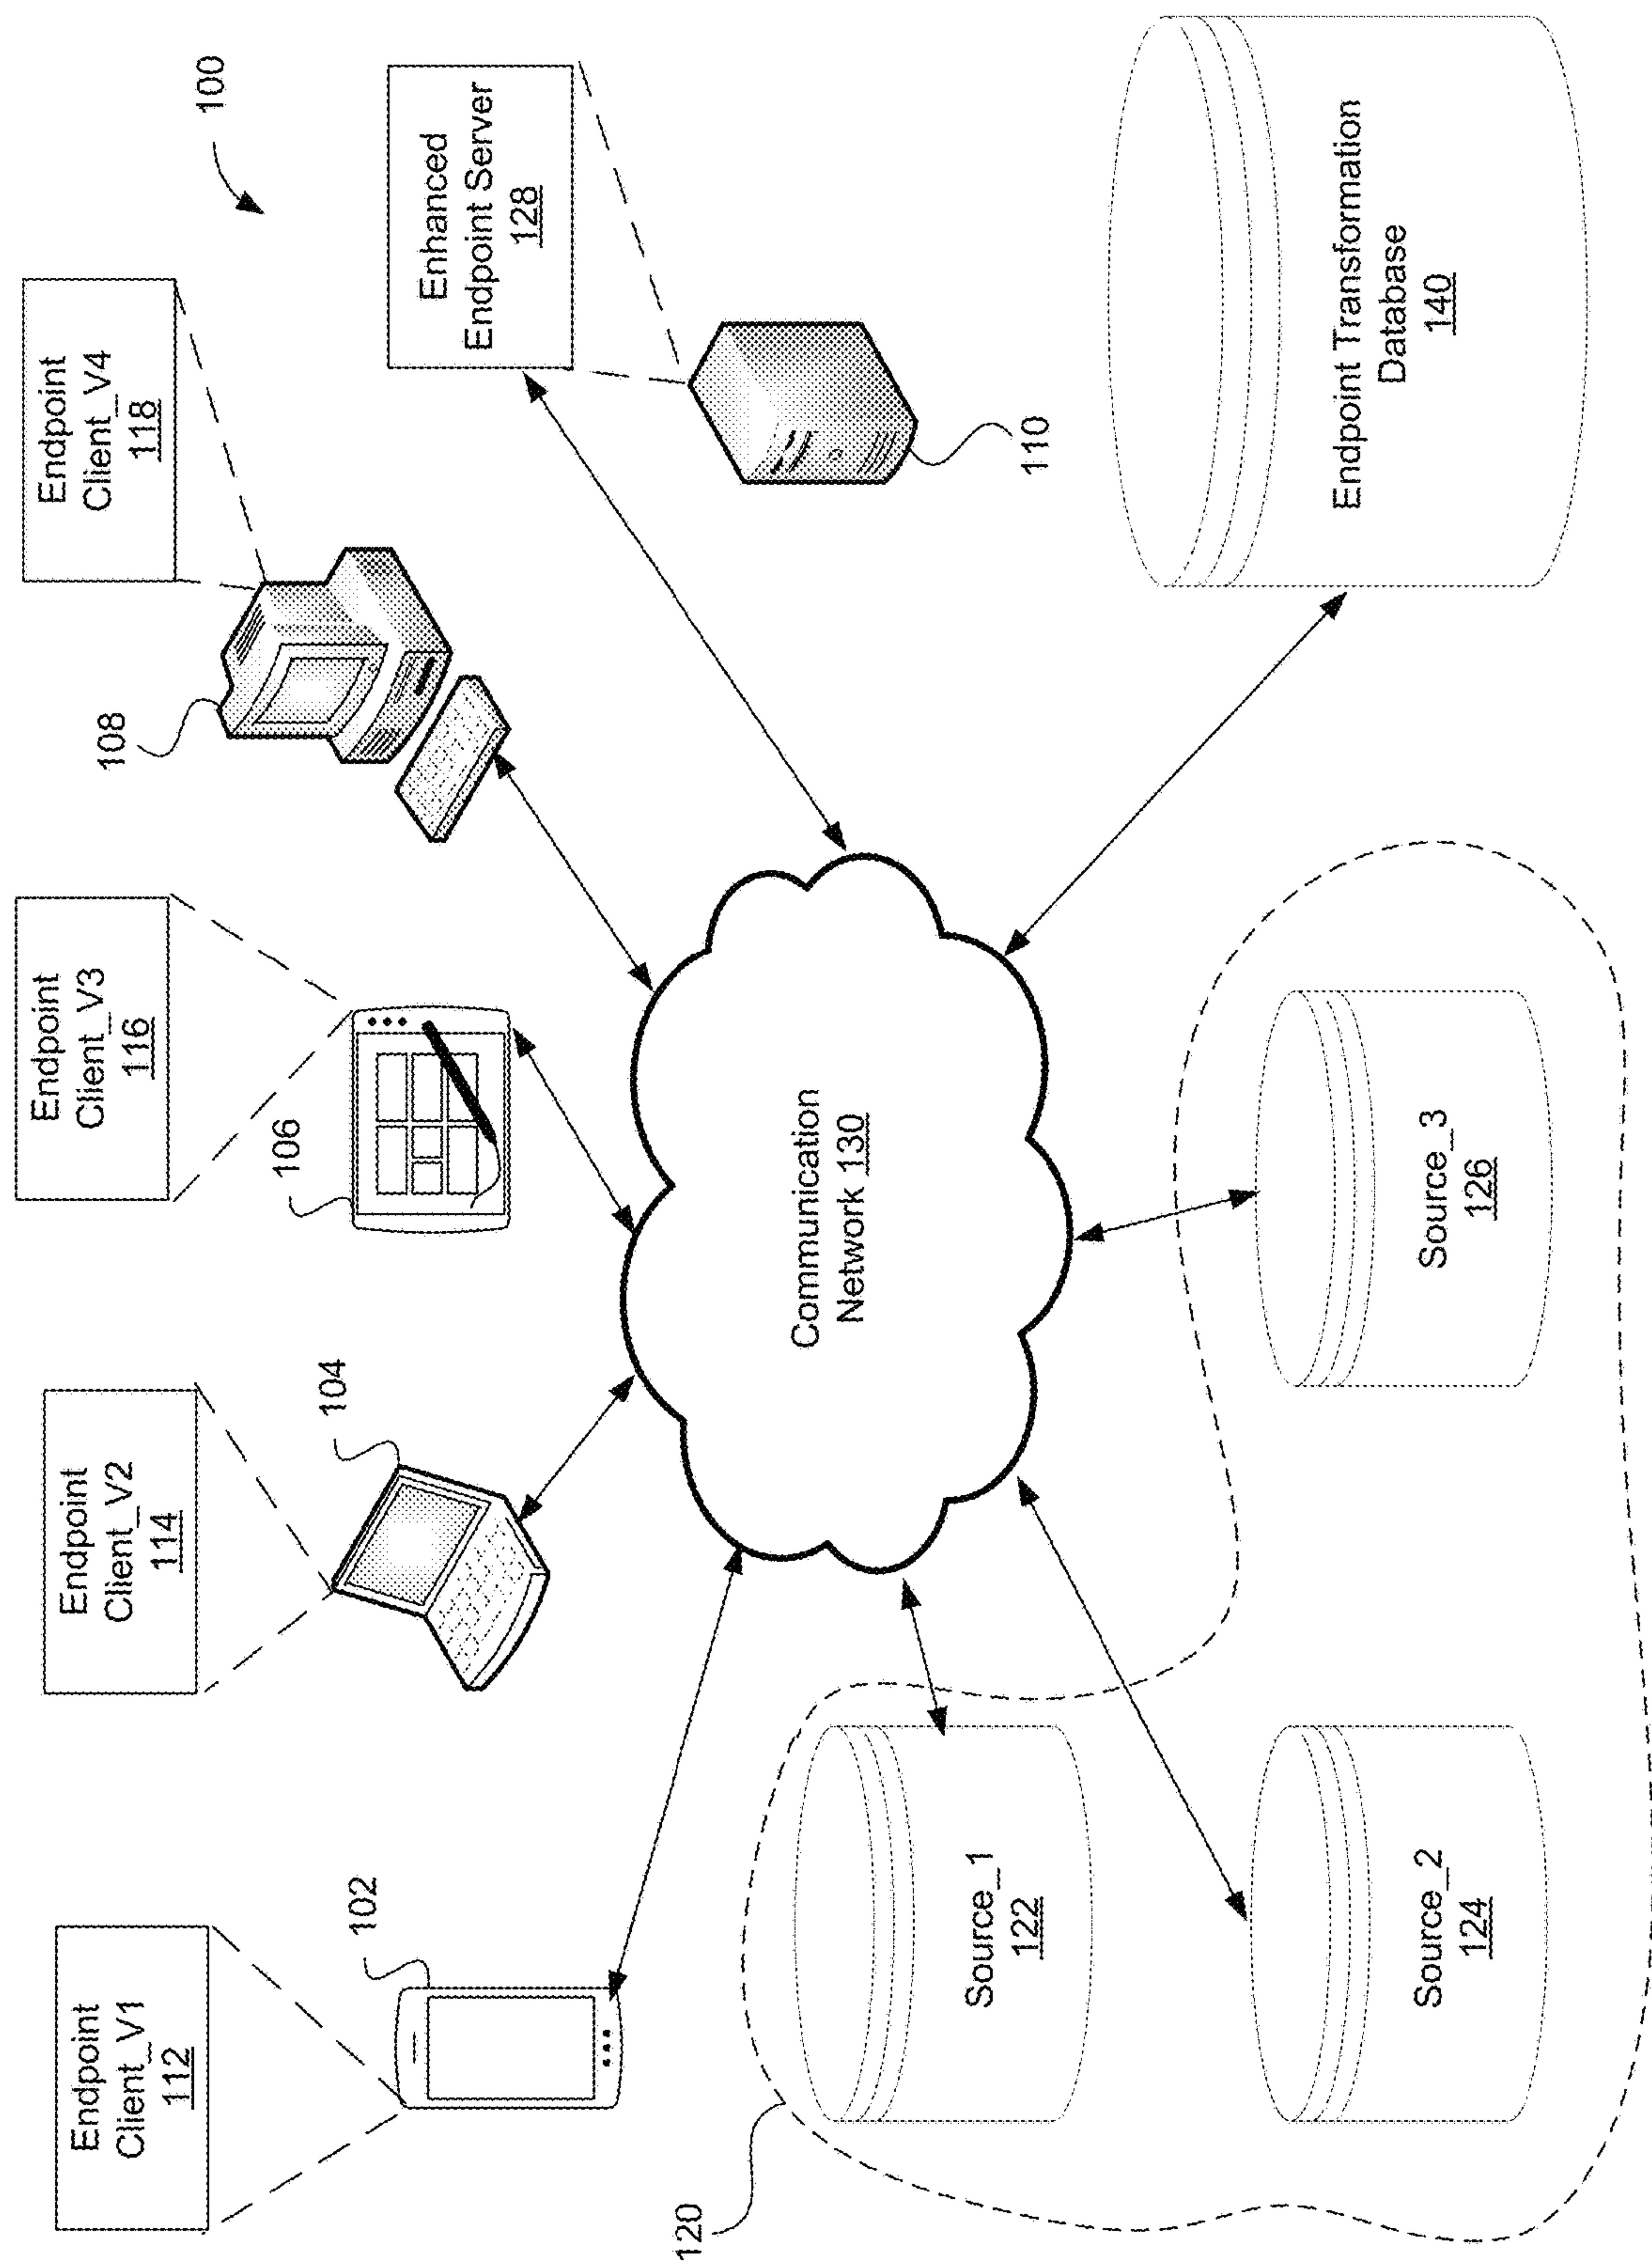 100
Endpoint
Client_V1
112
Endpoint
Client_V2
114
Endpoint
Client_V3
116
Endpoint
Client_V4
118
102
104
106
108
Enhanced
Endpoint Server
128
110
Communication
Network 130
120
Source_1
122
Source_2
124
Source_3
126
Endpoint Transformation
Database
140